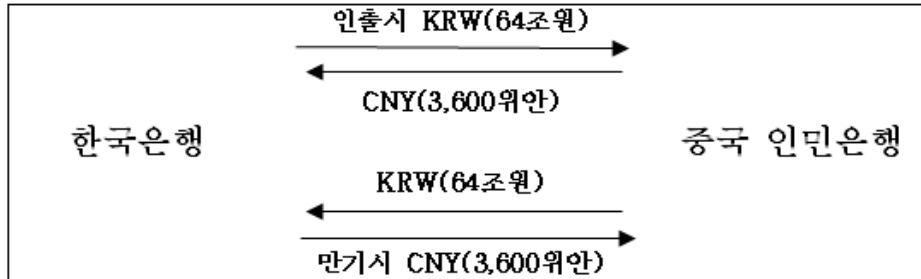 인출시 KRW(64조원)
CNY(3,600위안)
한국은행
중국 인민은행
KRW(64조원)
만기시 CNY(3,600위안)